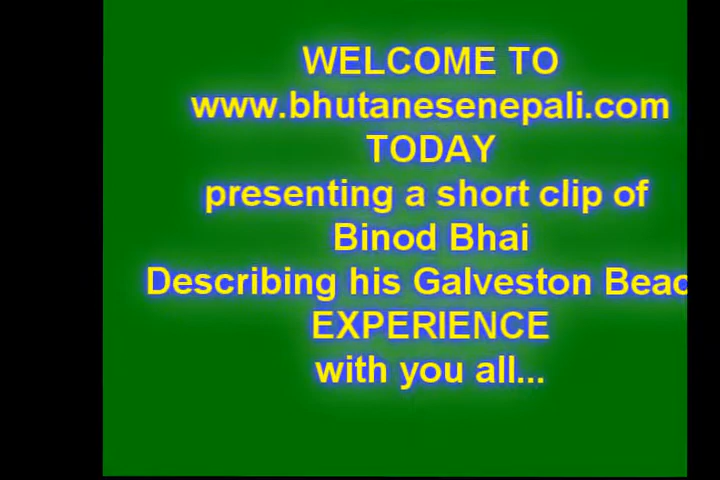 WELCOME TO
www.bhutanesenepali.com
TODAY
presenting a short clip of
Binod Bhai
Describing his Galveston Beac
EXPERIENCE
with you all...